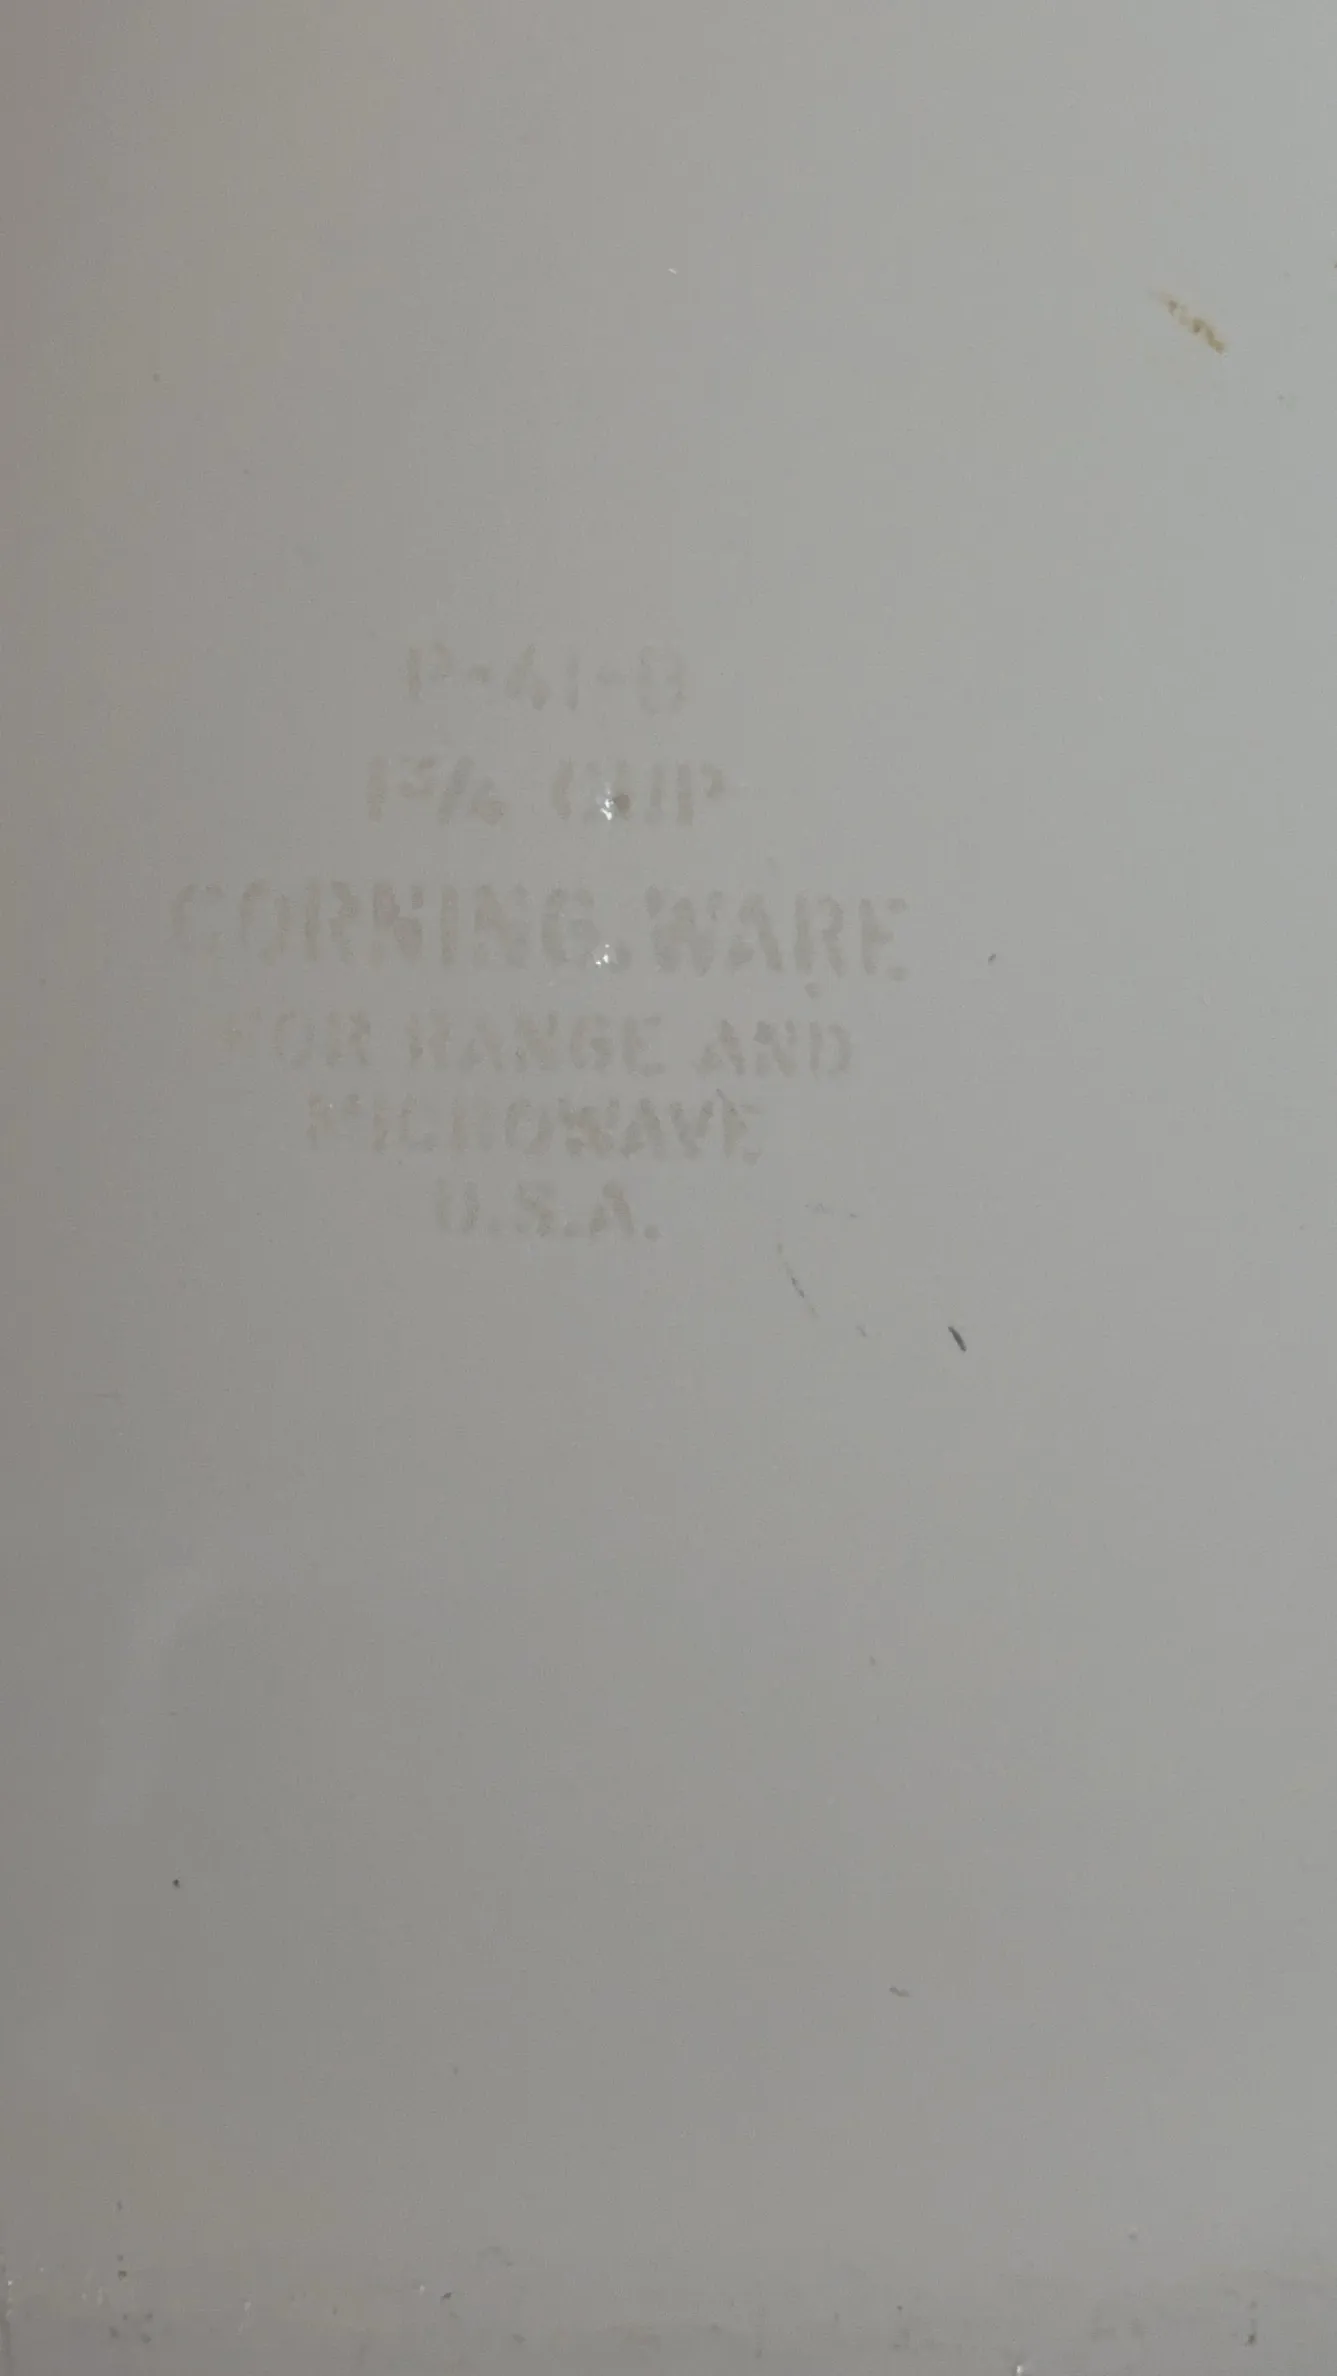 P-41-B
1¾ CUP
CORNING.WARE
FOR RANGE AND
MICROWAVE
U.S.A.